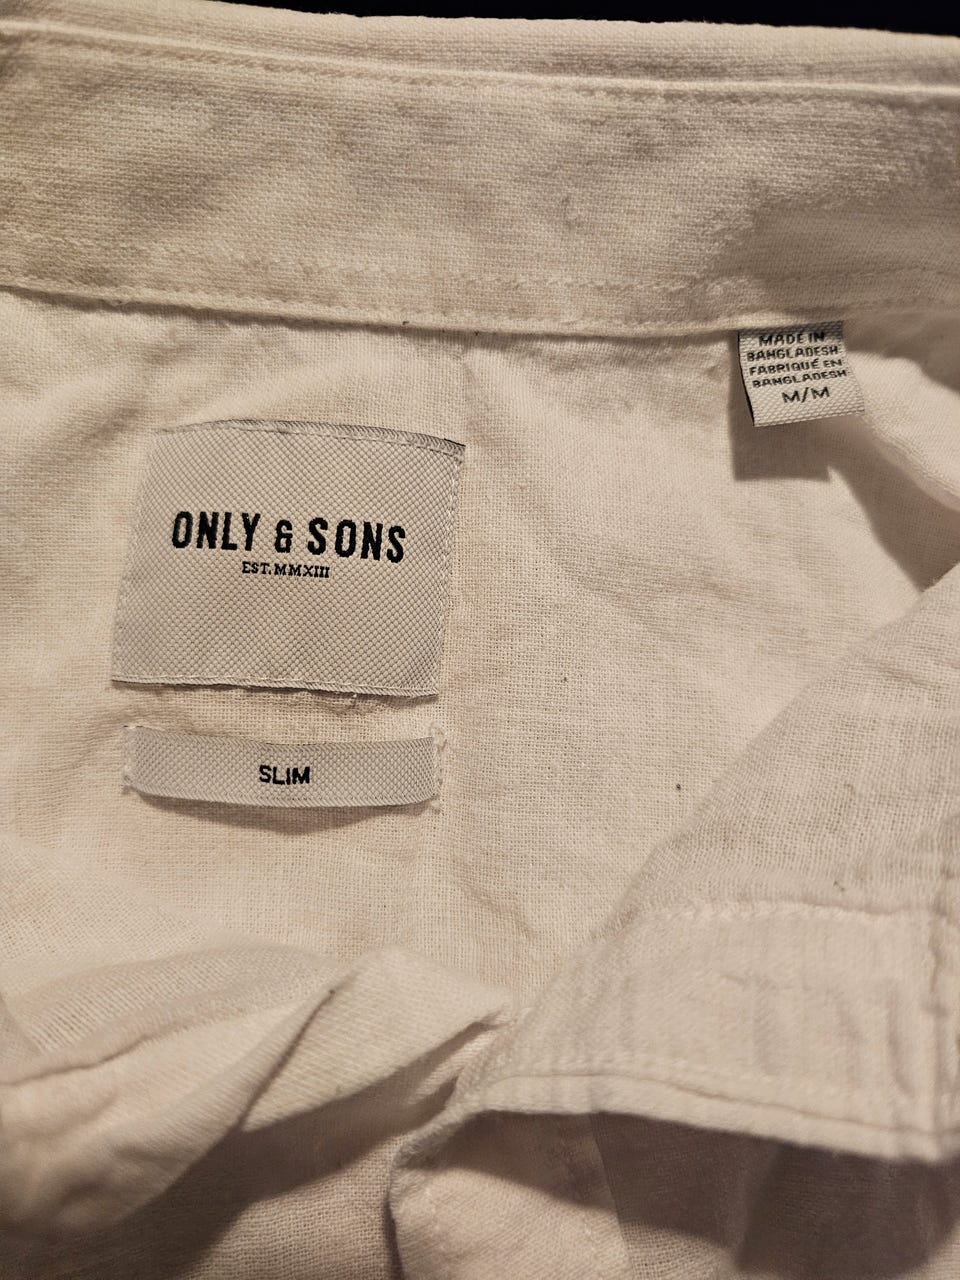 MADE IN
BANGLADESH
FABRIQUÉ EN
BANGLADESH
M/M
ONLY & SONS
EST. MMXIII
SLIM